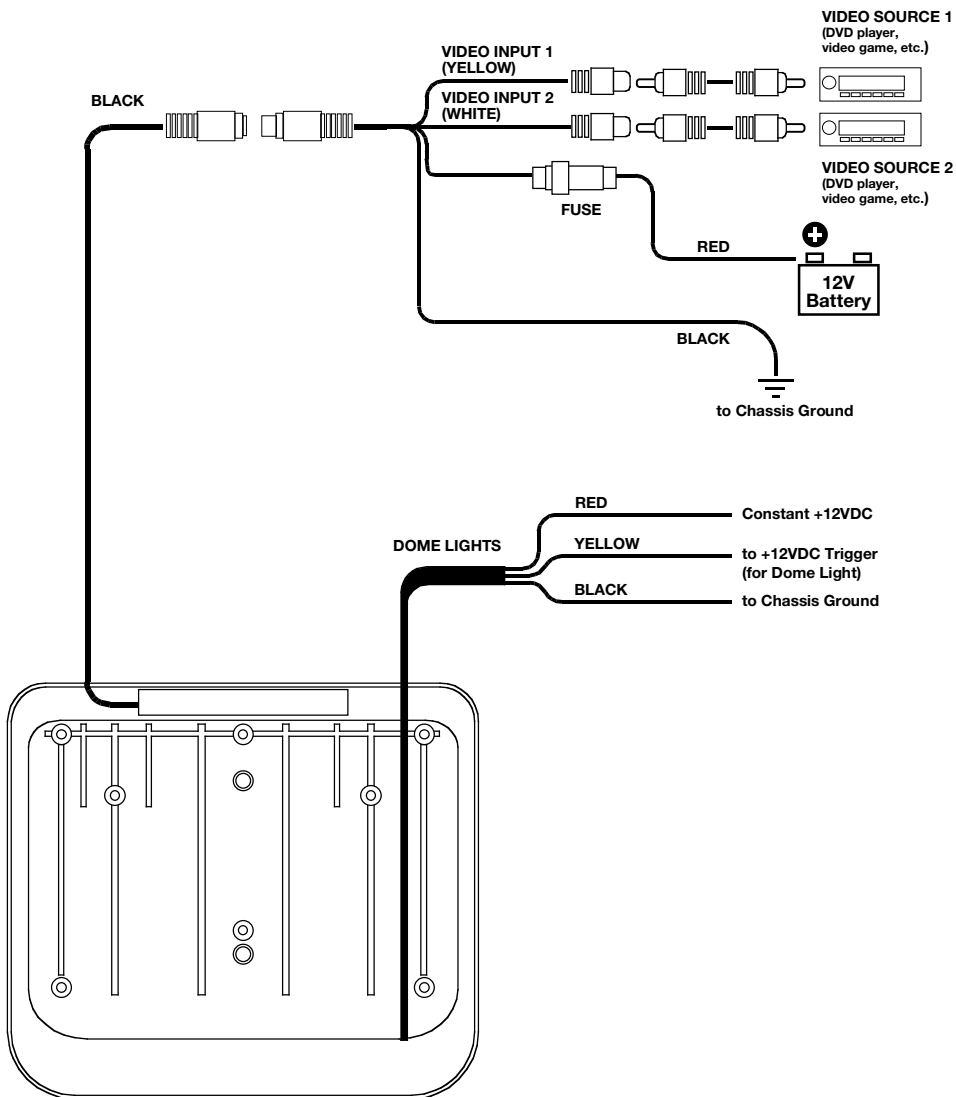 VIDEO SOURCE 1
(DVD player,
video game, etc.)
VIDEO INPUT 1
(YELLOW)
BLACK
VIDEO INPUT 2
(WHITE)
VIDEO SOURCE 2
(DVD player,
video game, etc.)
FUSE
RED
12V
Battery
BLACK
to Chassis Ground
RED
Constant +12VDC
DOME LIGHTS
YELLOW
to +12VDC Trigger
(for Dome Light)
BLACK
to Chassis Ground